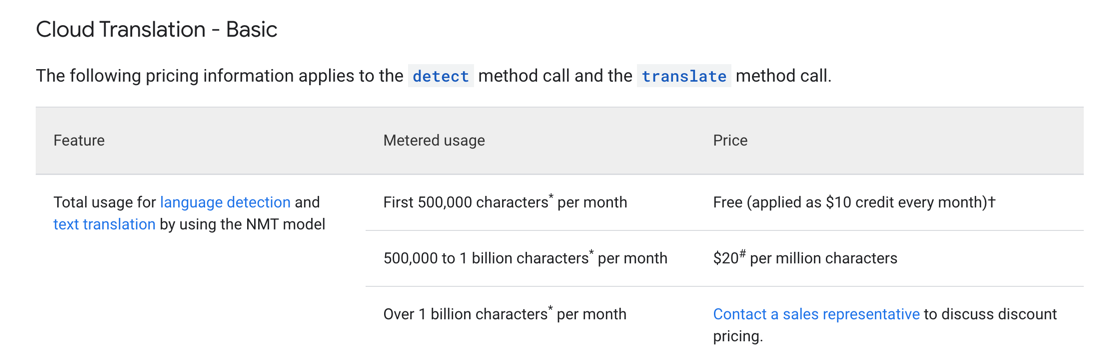 Cloud Translation - Basic
The following pricing information applies to the detect method call and the translate method call.
Feature
Metered usage
Price
Total usage for language detection and
text translation by using the NMT model
First 500,000 characters* per month
Free (applied as $10 credit every month)†
500,000 to 1 billion characters* per month
$20# per million characters
Over 1 billion characters* per month
Contact a sales representative to discuss discount
pricing.